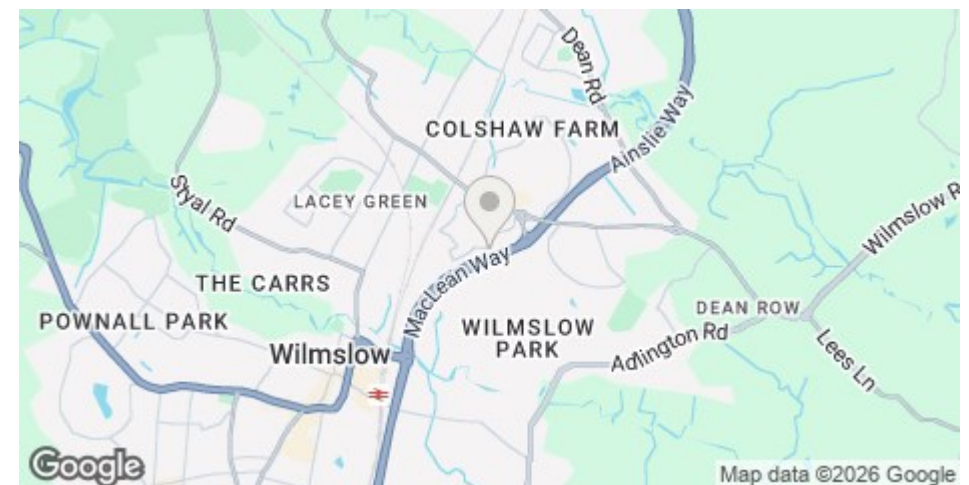 Dean Rd
COLSHAW FARM
Ainslie Way
LACEY GREEN
Styal Rd
Wilmslow R
MacLean Way
THE CARRS
DEAN ROW
POWNALL PARK
WILMSLOW
PARK
Adlington Rd
Lees Ln
Wilmslow
Google
Map data ©2026 Google